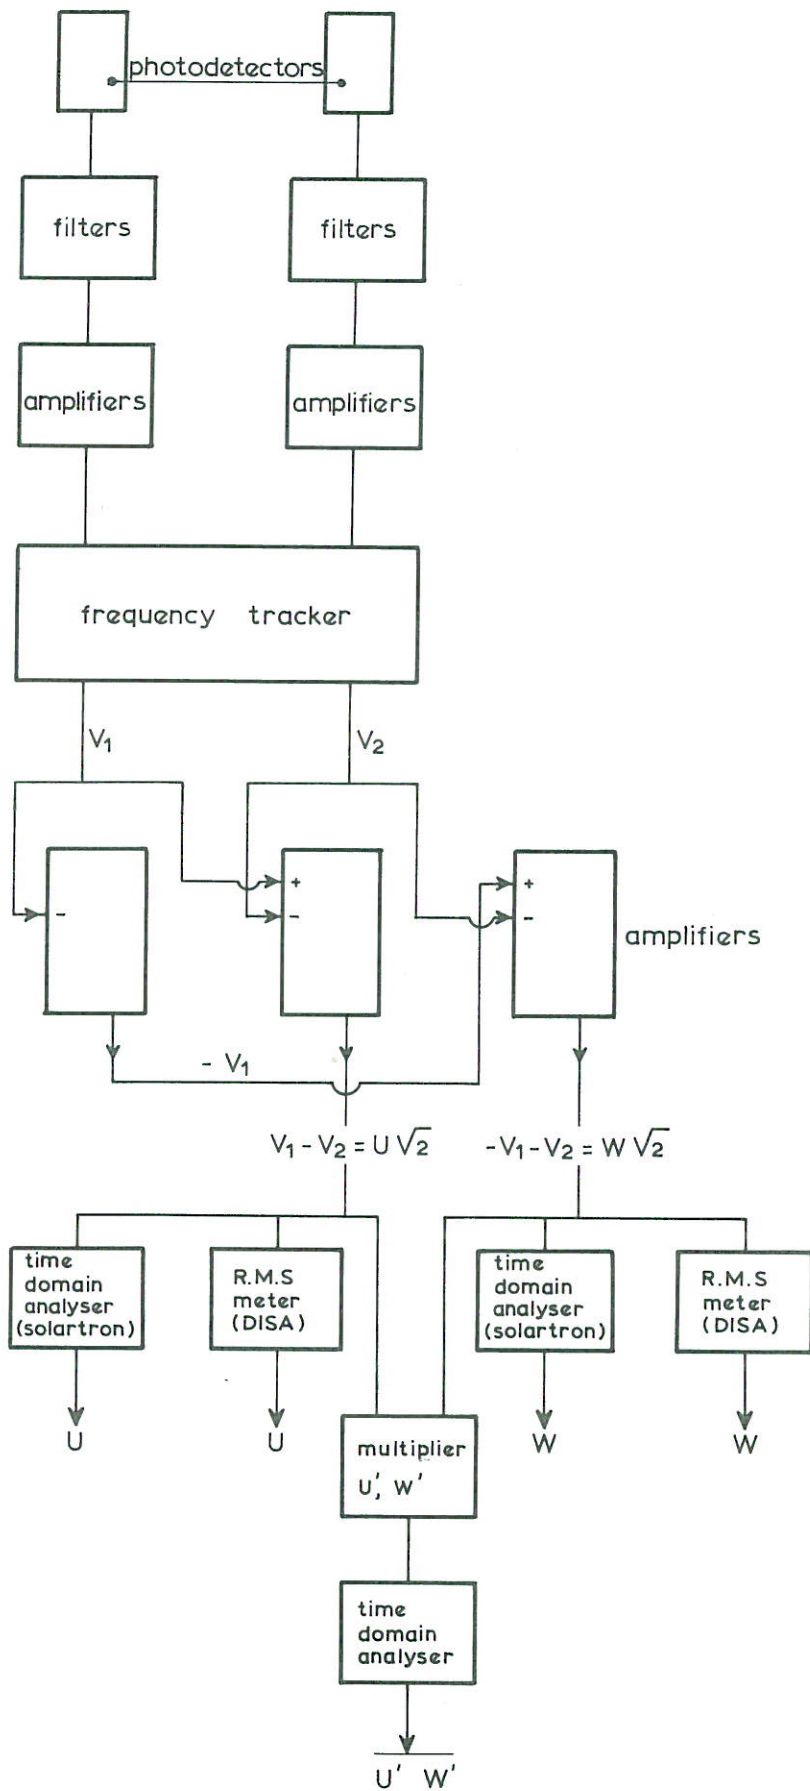 photodetectors
filters
filters
amplifiers
amplifiers
frequency tracker
V₁
V₂
+
+
-
-
-
amplifiers
- V₁
V₁ - V₂ = U √2
-V₁ - V₂ = W √2
time
domain
analyser
(solartron)
R.M.S
meter
(DISA)
time
domain
analyser
(solartron)
R.M.S
meter
(DISA)
U
U
W
W
multiplier
U', W'
time
domain
analyser
U' W'